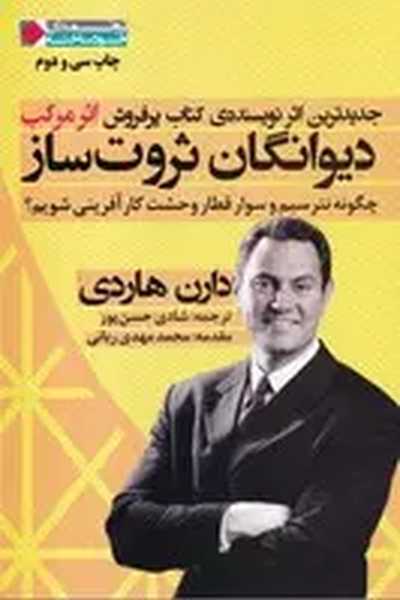 چاپ سی و دوم
جدیدترین اثر نویسنده‌ی کتاب پرفروش اثر مرکب
دیوانگان ثروت‌ساز
چگونه نترسیم و سوار قطار وحشت کارآفرینی شویم؟
دارن هاردی
ترجمه: شادی حسن‌پور
مقدمه: محمد مهدی ربانی